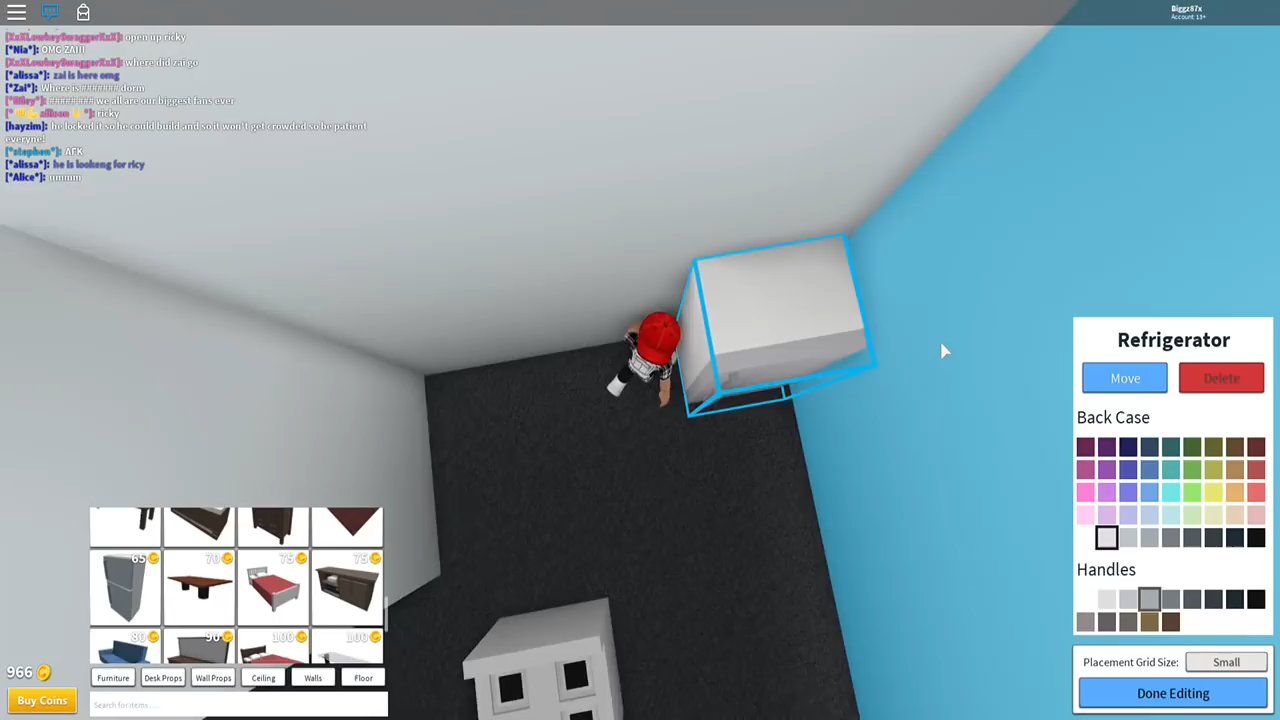 Biggz87x
Account: 13+
[XxXLowkeySwaggerXxX]: open up ricky
[*Nia*]: OMG ZAI!!
[XxXLowkeySwaggerXxX]: where did zai go
[*alissa*]: zai is here omg
[*Zai*]: Where is ####### dorm
[*Riley*]: ######## we all are our biggest fans ever
allison *]: ricky
[hayzim]: he locked it so he could build and so it won't get crowded so be patient
everyne!
[*stephen*]: AFK
[*alissa*]: he is lookeng for ricy
[*Alice*]: ummm
Refrigerator
Move
Delete
Back Case
Handles
Placement Grid Size:
Small
Done Editing
65
70
75
75
80
90
100
100
966
Buy Coins
Furniture
Desk Props
Wall Props
Ceiling
Walls
Floor
Search for items....